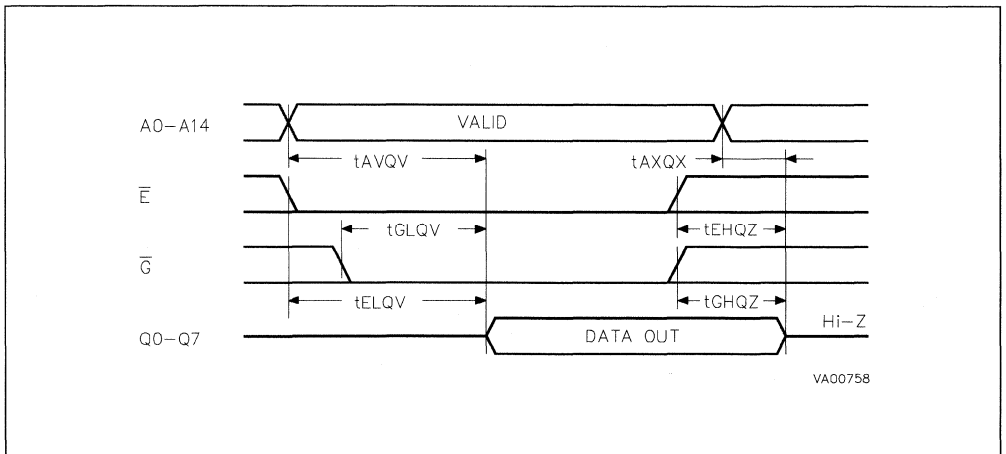 A0-A14
VALID
tAVQV
tAXQX
E̅
tGLQV
tEHQZ
G̅
tELQV
tGHQZ
Q0-Q7
DATA OUT
Hi-Z
VA00758